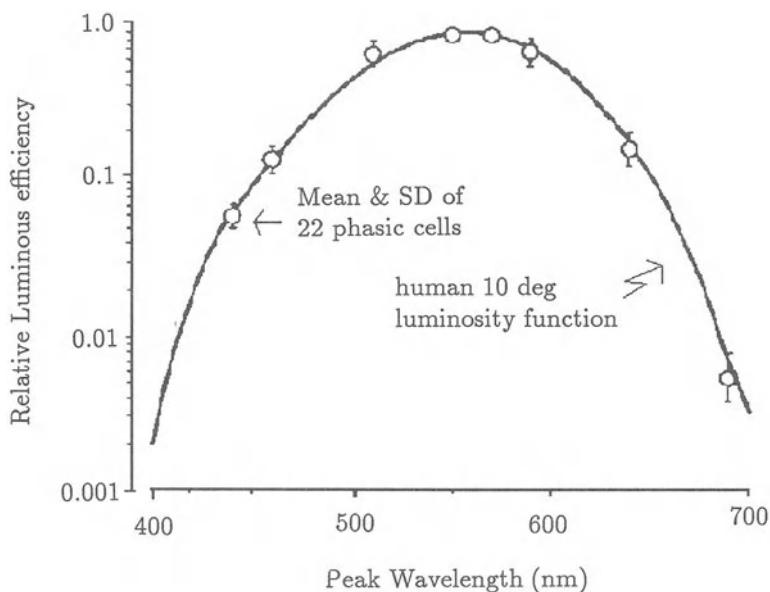 1.0
Relative Luminous efficiency
0.1
Mean & SD of
22 phasic cells
human 10 deg
luminosity function
0.01
0.001
400
500
600
700
Peak Wavelength (nm)